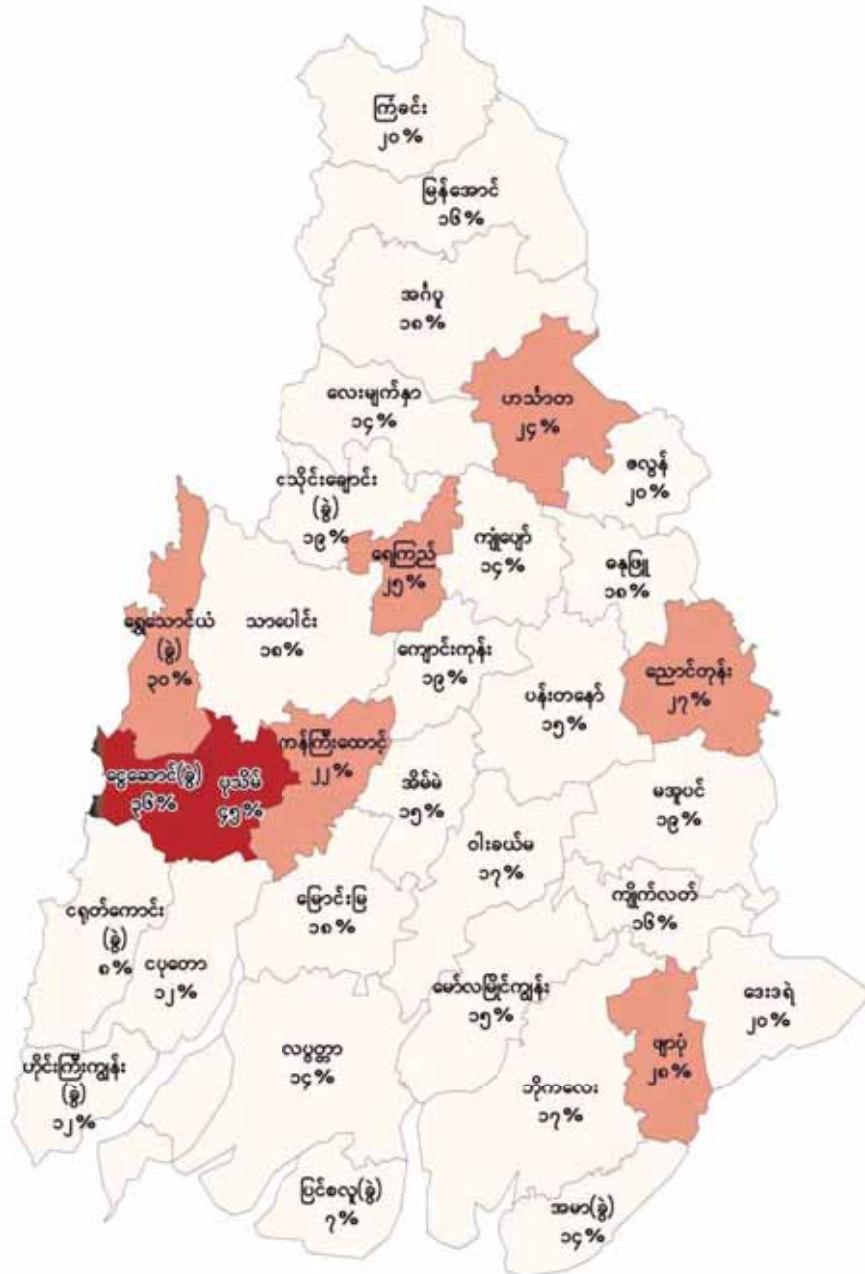 ကြံခင်း
၂၀%
မြန်အောင်
၁၆%
အင်္ဂပူ
၁၈%
လေးမျက်နှာ
၁၄%
ဟင်္သာတ
၂၄%
ဇလွန်
၂၀%
ငသိုင်းချောင်း
(ခွဲ)
၁၉%
ရေကြည်
၂၅%
ကျုံပျော်
၁၄%
ဓနုဖြူ
၁၈%
ရွှေသောင်ယံ
(ခွဲ)
၃၀%
သာပေါင်း
၁၈%
ကျောင်းကုန်း
၁၉%
ပန်းတနော်
၁၅%
ညောင်တုန်း
၂၇%
ငွေဆောင်(ခွဲ)
၃၆%
ပုသိမ်
၄၅%
ကန်ကြီးထောင့်
၂၂%
အိမ်မဲ
၁၅%
ဝါးခယ်မ
၁၇%
မအူပင်
၁၉%
ငရုတ်ကောင်း
(ခွဲ)
၈%
ငပုတော
၁၂%
မြောင်းမြ
၁၈%
ကျိုက်လတ်
၁၆%
ဟိုင်းကြီးကျွန်း
(ခွဲ)
၁၂%
လပွတ္တာ
၁၄%
မော်လမြိုင်ကျွန်း
၁၅%
ဘိုကလေး
၁၇%
ဖျာပုံ
၂၈%
ဒေးဒရဲ
၂၀%
ပြင်စလူ(ခွဲ)
၇%
အမာ(ခွဲ)
၁၄%